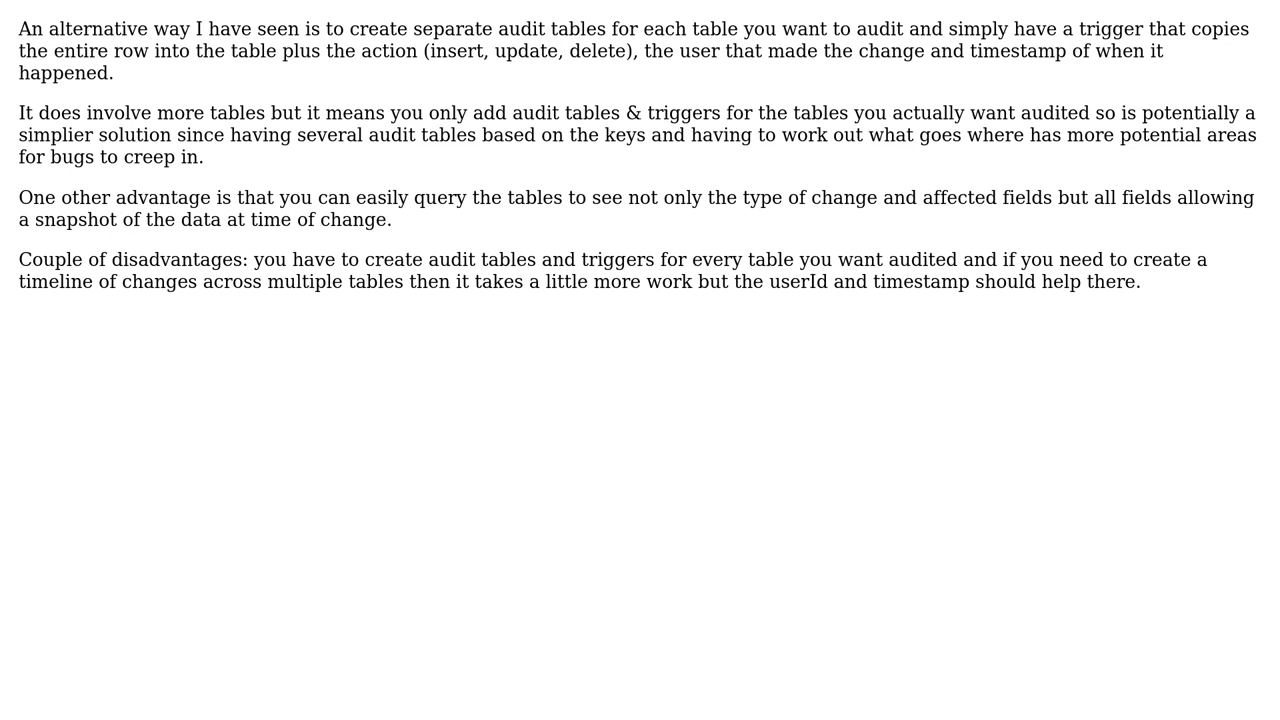 An alternative way I have seen is to create separate audit tables for each table you want to audit and simply have a trigger that copies
the entire row into the table plus the action (insert, update, delete), the user that made the change and timestamp of when it
happened.
It does involve more tables but it means you only add audit tables & triggers for the tables you actually want audited so is potentially a
simplier solution since having several audit tables based on the keys and having to work out what goes where has more potential areas
for bugs to creep in.
One other advantage is that you can easily query the tables to see not only the type of change and affected fields but all fields allowing
a snapshot of the data at time of change.
Couple of disadvantages: you have to create audit tables and triggers for every table you want audited and if you need to create a
timeline of changes across multiple tables then it takes a little more work but the userId and timestamp should help there.